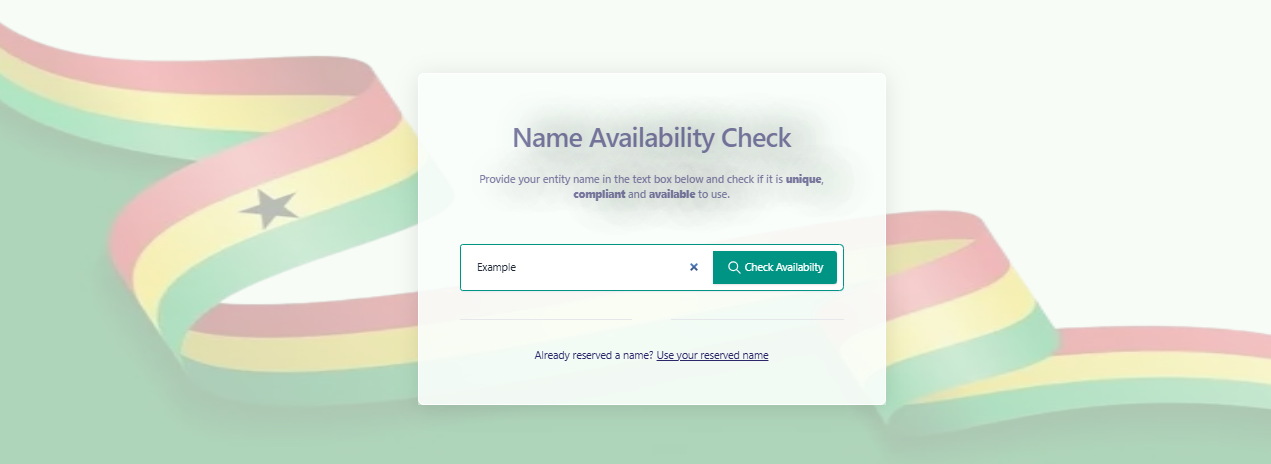 Name Availability Check
Provide your entity name in the text box below and check if it is unique,
compliant and available to use.
Example ×
Check Availabilty
Already reserved a name? Use your reserved name